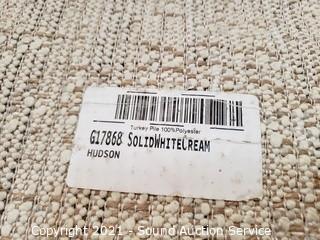 Turkey Pile 100%Polyester
G17868 SOLIDWHITECREAM
HUDSON
Copyright 2021 - Sound Auction Service